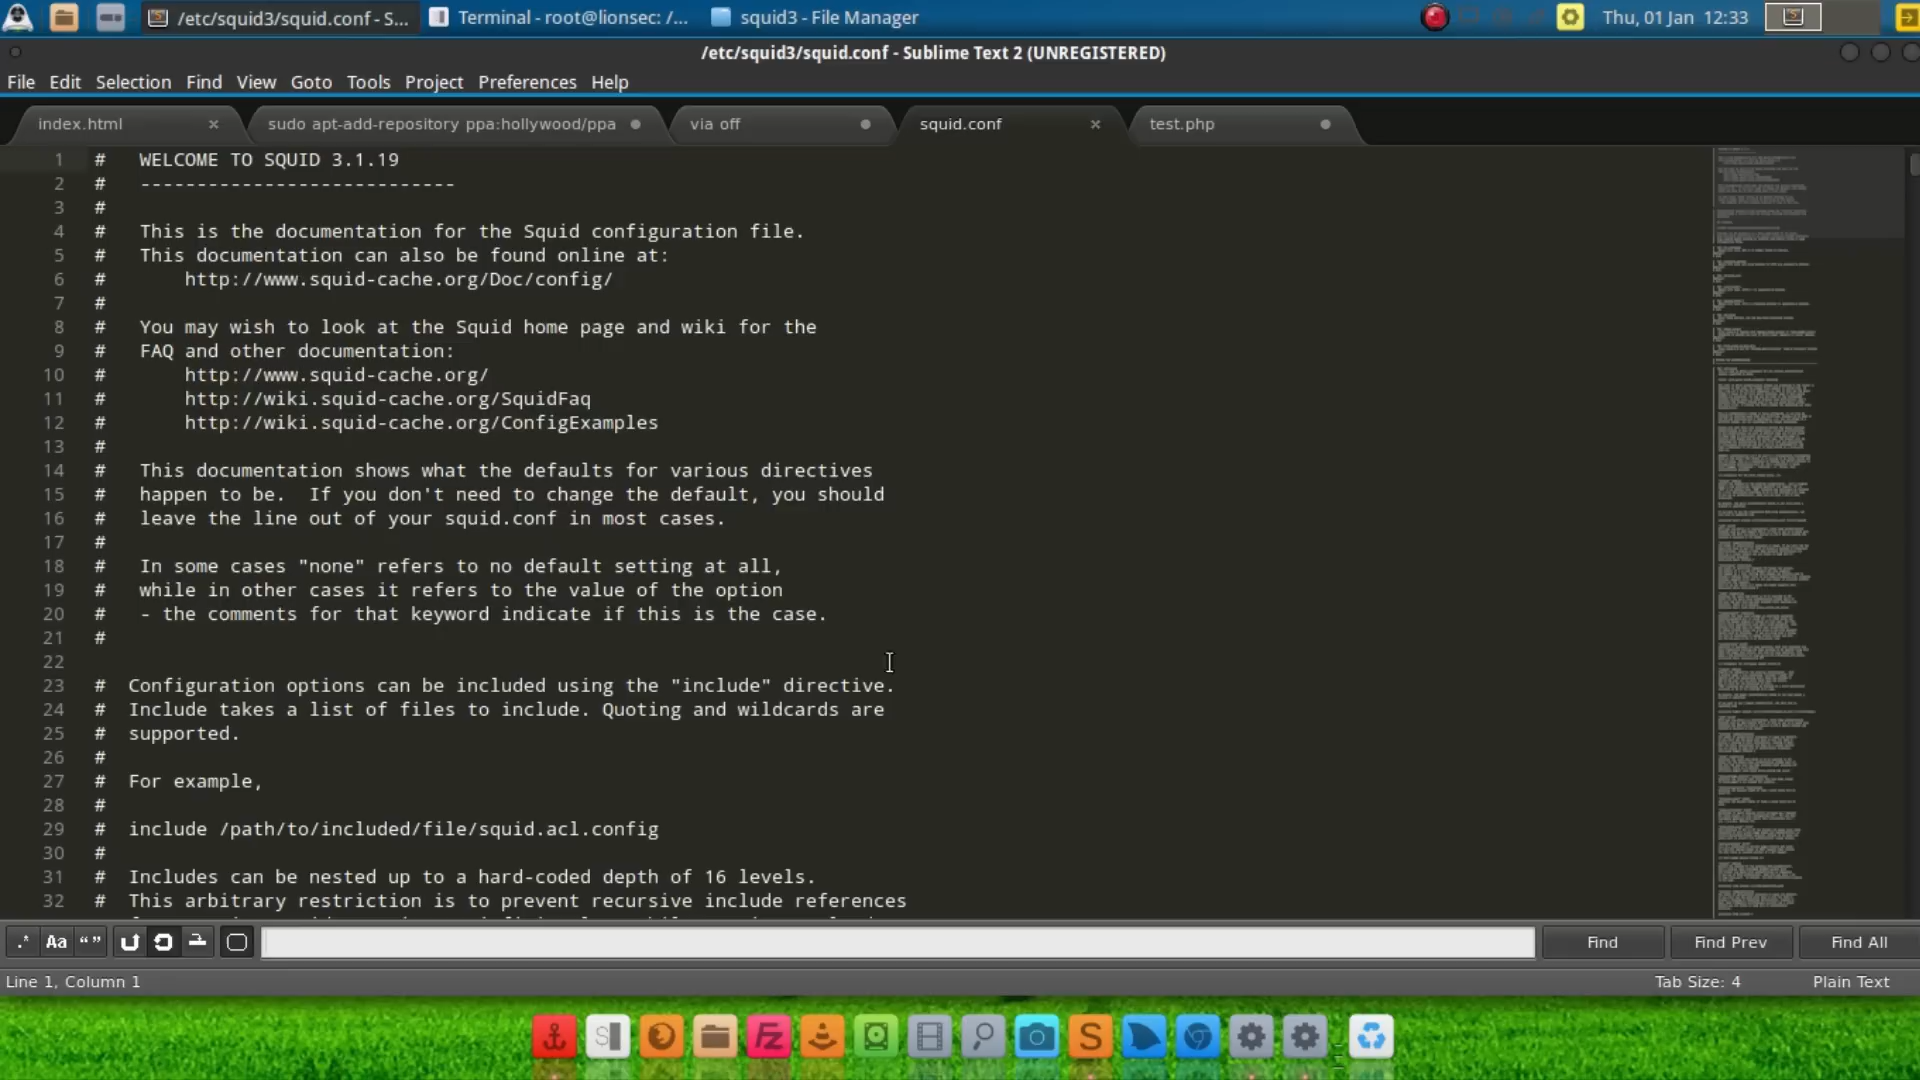 /etc/squid3/squid.conf - S...
Terminal - root@lionsec: /...
squid3 - File Manager
Thu, 01 Jan 12:33
/etc/squid3/squid.conf - Sublime Text 2 (UNREGISTERED)
File Edit Selection Find View Goto Tools Project Preferences Help
index.html
sudo apt-add-repository ppa:hollywood/ppa
via off
squid.conf
test.php
1 # WELCOME TO SQUID 3.1.19
2 # ----------------------------
3 #
4 # This is the documentation for the Squid configuration file.
5 # This documentation can also be found online at:
6 # http://www.squid-cache.org/Doc/config/
7 #
8 # You may wish to look at the Squid home page and wiki for the
9 # FAQ and other documentation:
10 # http://www.squid-cache.org/
11 # http://wiki.squid-cache.org/SquidFaq
12 # http://wiki.squid-cache.org/ConfigExamples
13 #
14 # This documentation shows what the defaults for various directives
15 # happen to be.  If you don't need to change the default, you should
16 # leave the line out of your squid.conf in most cases.
17 #
18 # In some cases "none" refers to no default setting at all,
19 # while in other cases it refers to the value of the option
20 # - the comments for that keyword indicate if this is the case.
21 #
22
23 # Configuration options can be included using the "include" directive.
24 # Include takes a list of files to include. Quoting and wildcards are
25 # supported.
26 #
27 # For example,
28 #
29 # include /path/to/included/file/squid.acl.config
30 #
31 # Includes can be nested up to a hard-coded depth of 16 levels.
32 # This arbitrary restriction is to prevent recursive include references
.* Aa “ ”
Find
Find Prev
Find All
Line 1, Column 1
Tab Size: 4
Plain Text